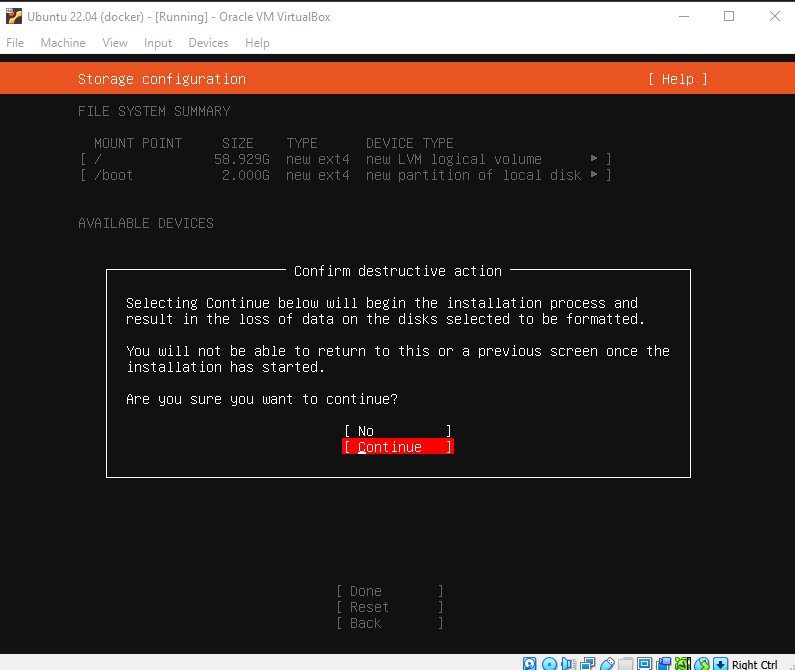 Ubuntu 22.04 (docker) - [Running] - Oracle VM VirtualBox
File Machine View Input Devices Help
Storage configuration [ Help ]
FILE SYSTEM SUMMARY
MOUNT POINT SIZE TYPE DEVICE TYPE
[ / 58.929G new ext4 new LVM logical volume ▸ ]
[ /boot 2.000G new ext4 new partition of local disk ▸ ]
AVAILABLE DEVICES
Confirm destructive action
Selecting Continue below will begin the installation process and
result in the loss of data on the disks selected to be formatted.
You will not be able to return to this or a previous screen once the
installation has started.
Are you sure you want to continue?
[ No ]
[ Continue ]
[ Done ]
[ Reset ]
[ Back ]
Right Ctrl